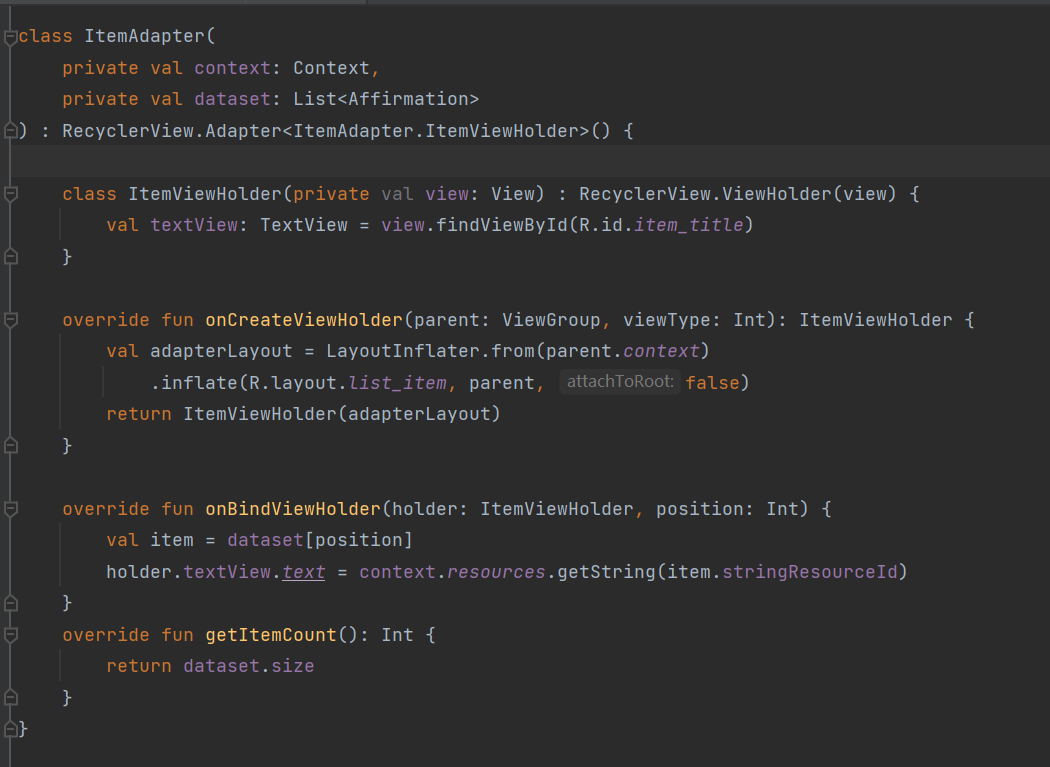 class ItemAdapter(
    private val context: Context,
    private val dataset: List<Affirmation>
) : RecyclerView.Adapter<ItemAdapter.ItemViewHolder>() {
    class ItemViewHolder(private val view: View) : RecyclerView.ViewHolder(view) {
        val textView: TextView = view.findViewById(R.id.item_title)
    }
    override fun onCreateViewHolder(parent: ViewGroup, viewType: Int): ItemViewHolder {
        val adapterLayout = LayoutInflater.from(parent.context)
            .inflate(R.layout.list_item, parent, attachToRoot: false)
        return ItemViewHolder(adapterLayout)
    }
    override fun onBindViewHolder(holder: ItemViewHolder, position: Int) {
        val item = dataset[position]
        holder.textView.text = context.resources.getString(item.stringResourceId)
    }
    override fun getItemCount(): Int {
        return dataset.size
    }
}